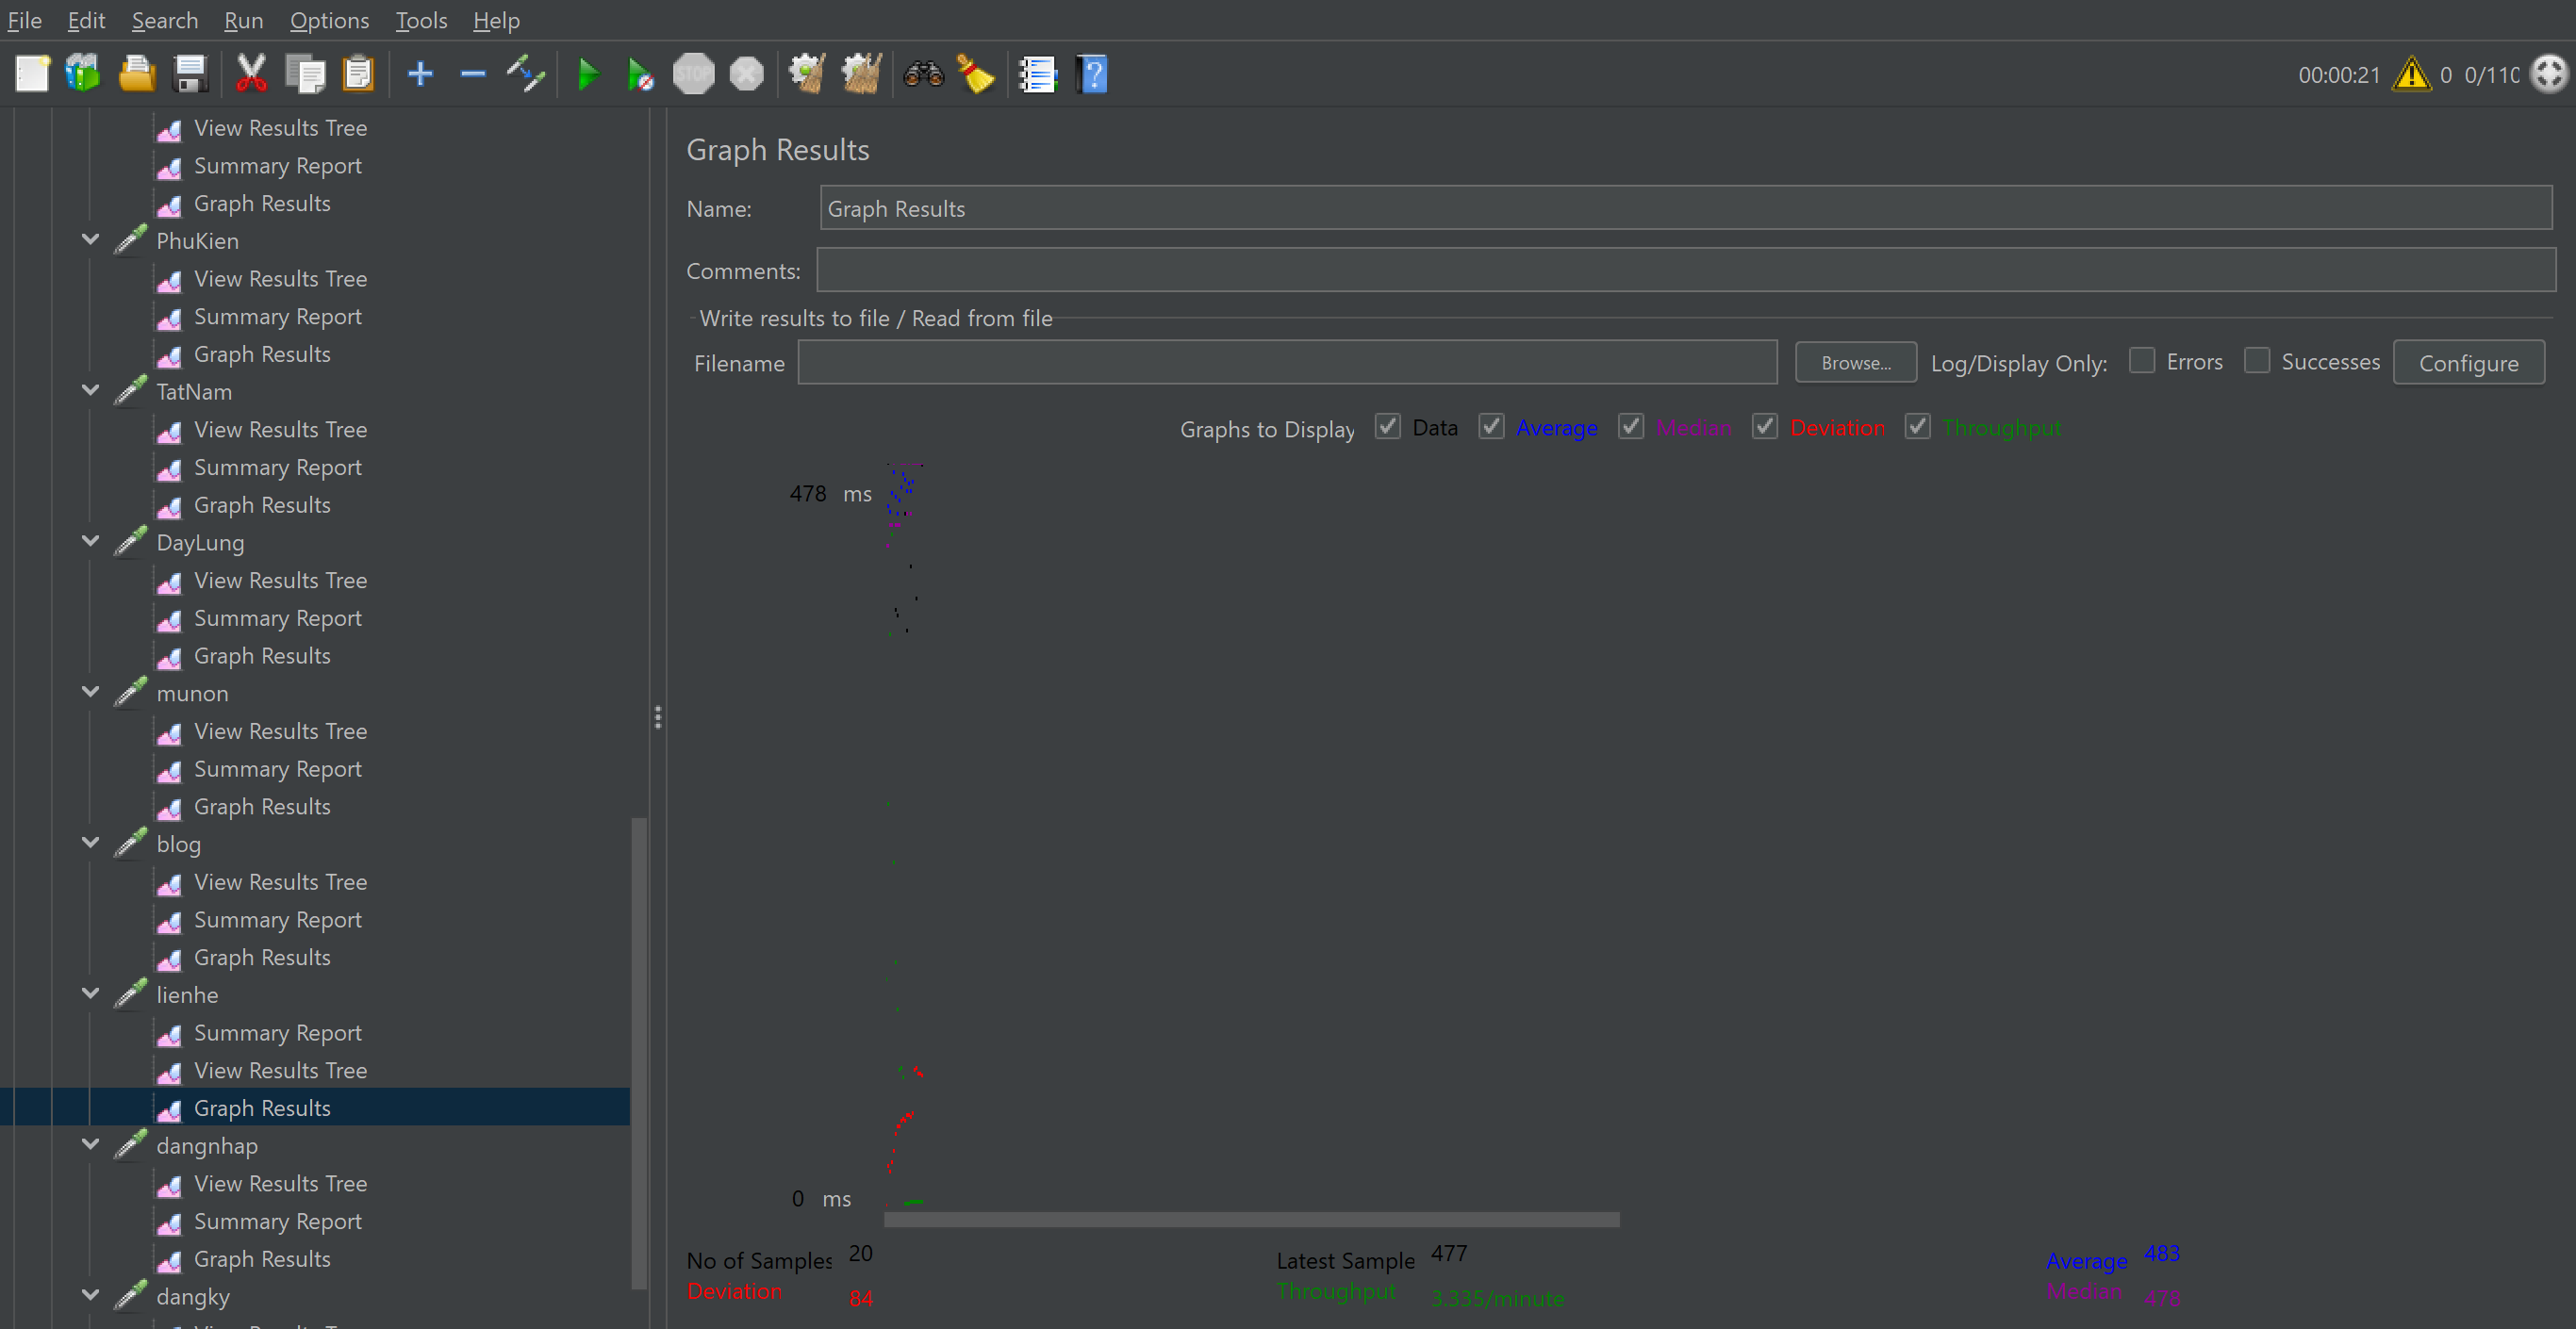 File Edit Search Run Options Tools Help
STOP
00:00:21 0 0/110
View Results Tree
Summary Report
Graph Results
PhuKien
View Results Tree
Summary Report
Graph Results
TatNam
View Results Tree
Summary Report
Graph Results
DayLung
View Results Tree
Summary Report
Graph Results
munon
View Results Tree
Summary Report
Graph Results
blog
View Results Tree
Summary Report
Graph Results
lienhe
Summary Report
View Results Tree
Graph Results
dangnhap
View Results Tree
Summary Report
Graph Results
dangky
Graph Results
Name: Graph Results
Comments:
Write results to file / Read from file
Filename Browse... Log/Display Only: Errors Successes Configure
Graphs to Display Data Average Median Deviation Throughput
478 ms
0 ms
No of Samples 20 Latest Sample 477 Average 483
Deviation 84 Throughput 3.335/minute Median 478